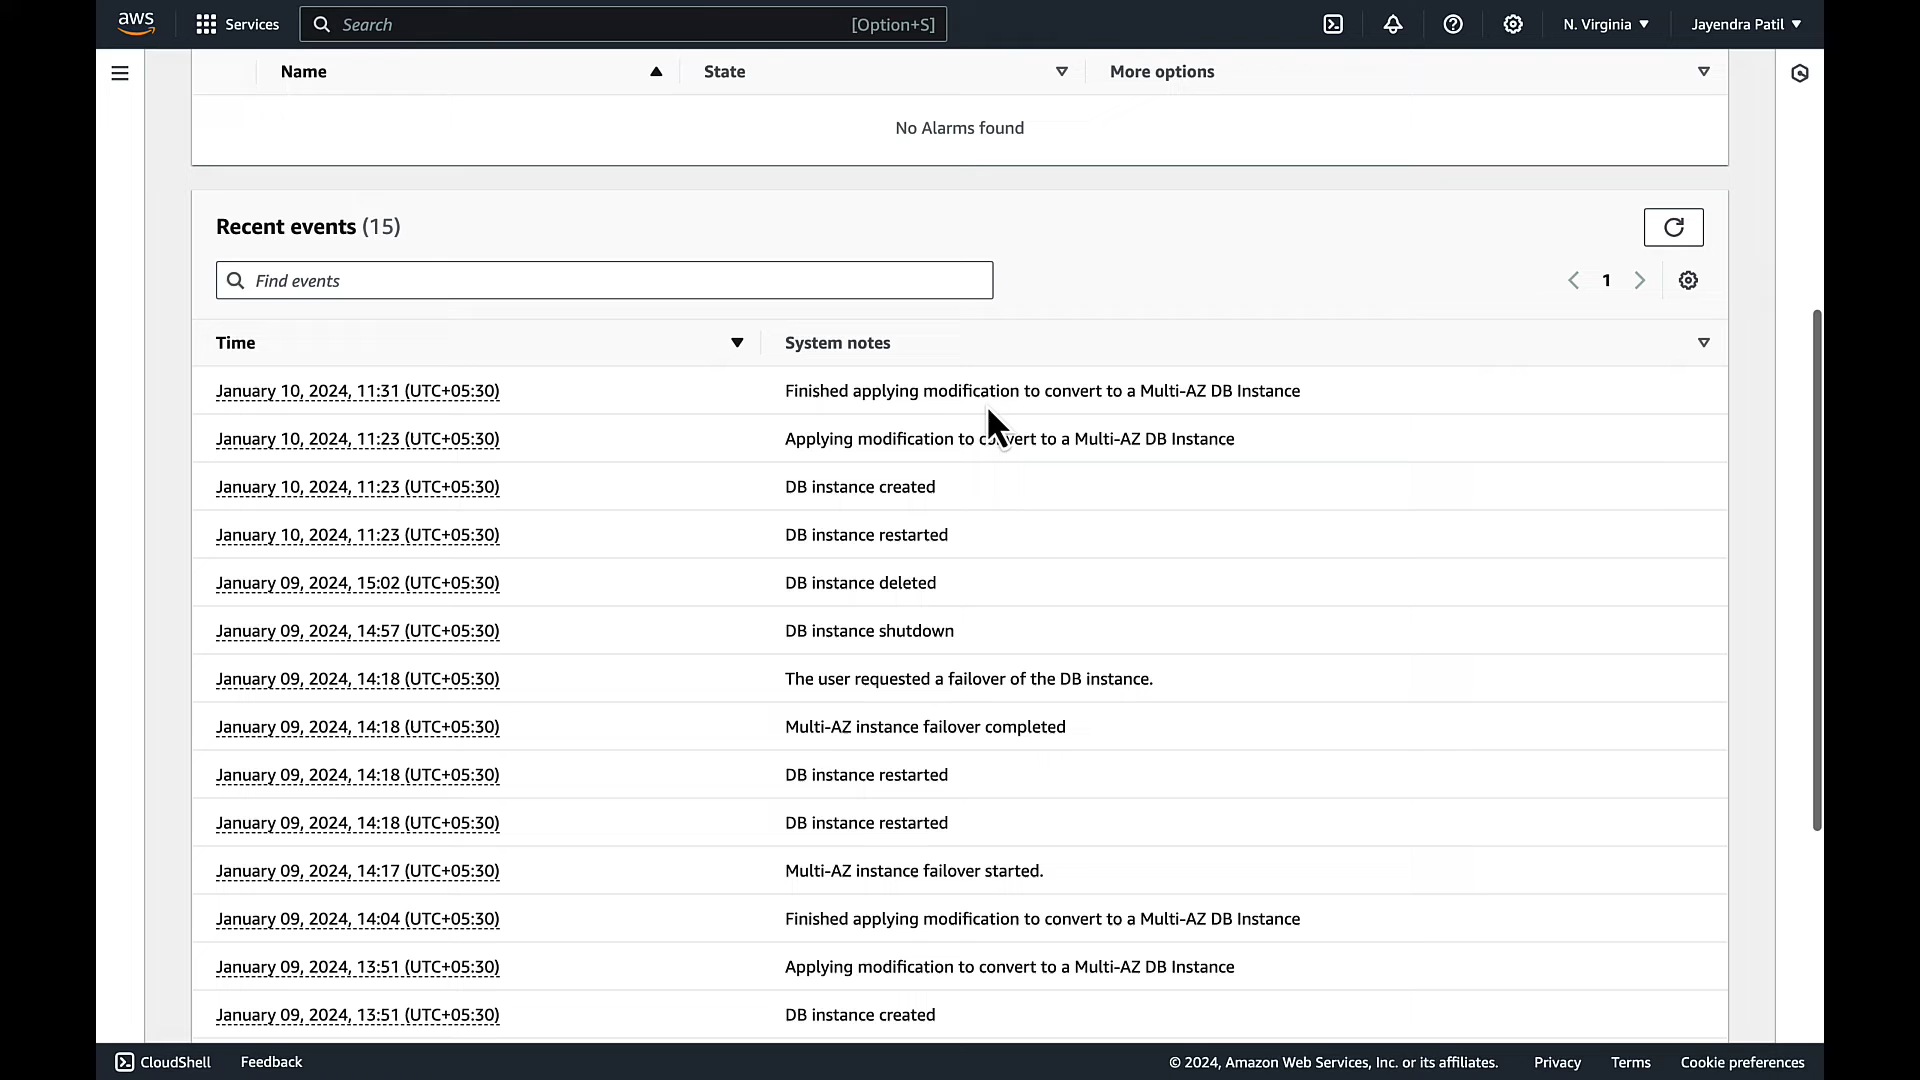 aws Services Search [Option+S] N. Virginia Jayendra Patil
Name State More options
No Alarms found
Recent events (15)
Find events 1
Time System notes
January 10, 2024, 11:31 (UTC+05:30) Finished applying modification to convert to a Multi-AZ DB Instance
January 10, 2024, 11:23 (UTC+05:30) Applying modification to convert to a Multi-AZ DB Instance
January 10, 2024, 11:23 (UTC+05:30) DB instance created
January 10, 2024, 11:23 (UTC+05:30) DB instance restarted
January 09, 2024, 15:02 (UTC+05:30) DB instance deleted
January 09, 2024, 14:57 (UTC+05:30) DB instance shutdown
January 09, 2024, 14:18 (UTC+05:30) The user requested a failover of the DB instance.
January 09, 2024, 14:18 (UTC+05:30) Multi-AZ instance failover completed
January 09, 2024, 14:18 (UTC+05:30) DB instance restarted
January 09, 2024, 14:18 (UTC+05:30) DB instance restarted
January 09, 2024, 14:17 (UTC+05:30) Multi-AZ instance failover started.
January 09, 2024, 14:04 (UTC+05:30) Finished applying modification to convert to a Multi-AZ DB Instance
January 09, 2024, 13:51 (UTC+05:30) Applying modification to convert to a Multi-AZ DB Instance
January 09, 2024, 13:51 (UTC+05:30) DB instance created
CloudShell Feedback © 2024, Amazon Web Services, Inc. or its affiliates. Privacy Terms Cookie preferences